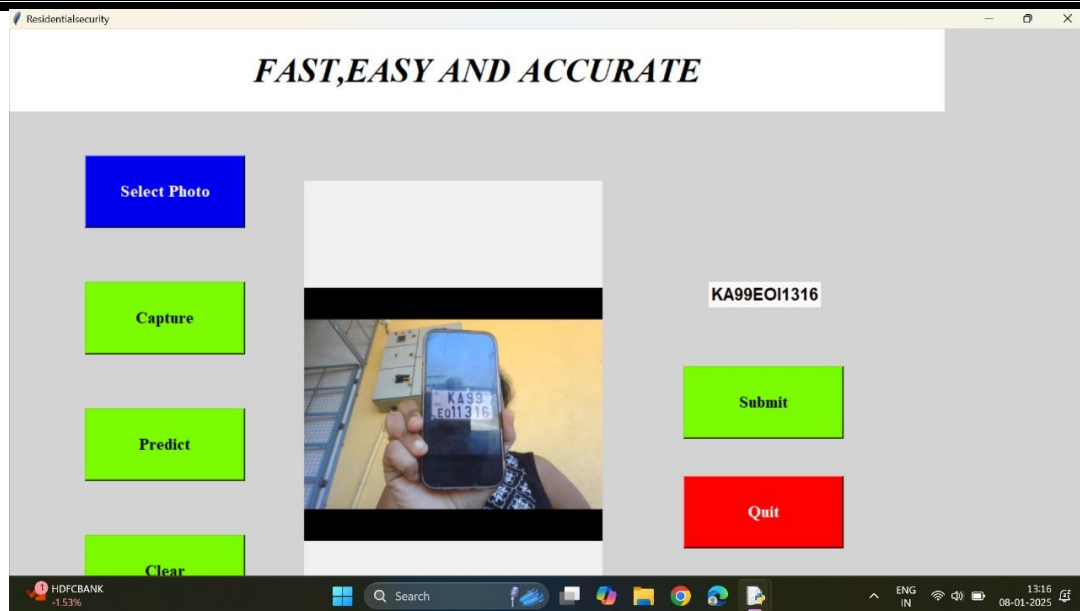 Residentialsecurity
FAST,EASY AND ACCURATE
Select Photo
Capture
KA99EOI1316
KA99
EO11316
Submit
Predict
Quit
Clear
1
HDFCBANK
-1.53%
Search
ENG
IN
13:16
08-01-2025